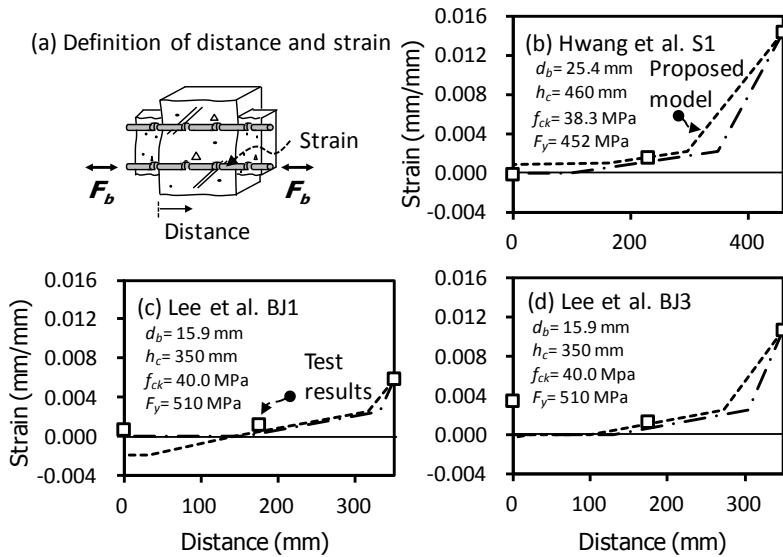 (a) Definition of distance and strain
Strain
F_b
F_b
Distance
Strain (mm/mm)
0.016
0.012
0.008
0.004
0.000
-0.004
(b) Hwang et al. S1
d_b= 25.4 mm
h_c= 460 mm
f_ck= 38.3 MPa
F_y= 452 MPa
Proposed
model
0
200
400
Strain (mm/mm)
0.016
0.012
0.008
0.004
0.000
-0.004
(c) Lee et al. BJ1
d_b= 15.9 mm
h_c= 350 mm
f_ck= 40.0 MPa
F_y= 510 MPa
Test
results
0
100
200
300
Distance (mm)
0.016
0.012
0.008
0.004
0.000
-0.004
(d) Lee et al. BJ3
d_b= 15.9 mm
h_c= 350 mm
f_ck= 40.0 Mpa
F_y= 510 MPa
0
100
200
300
Distance (mm)